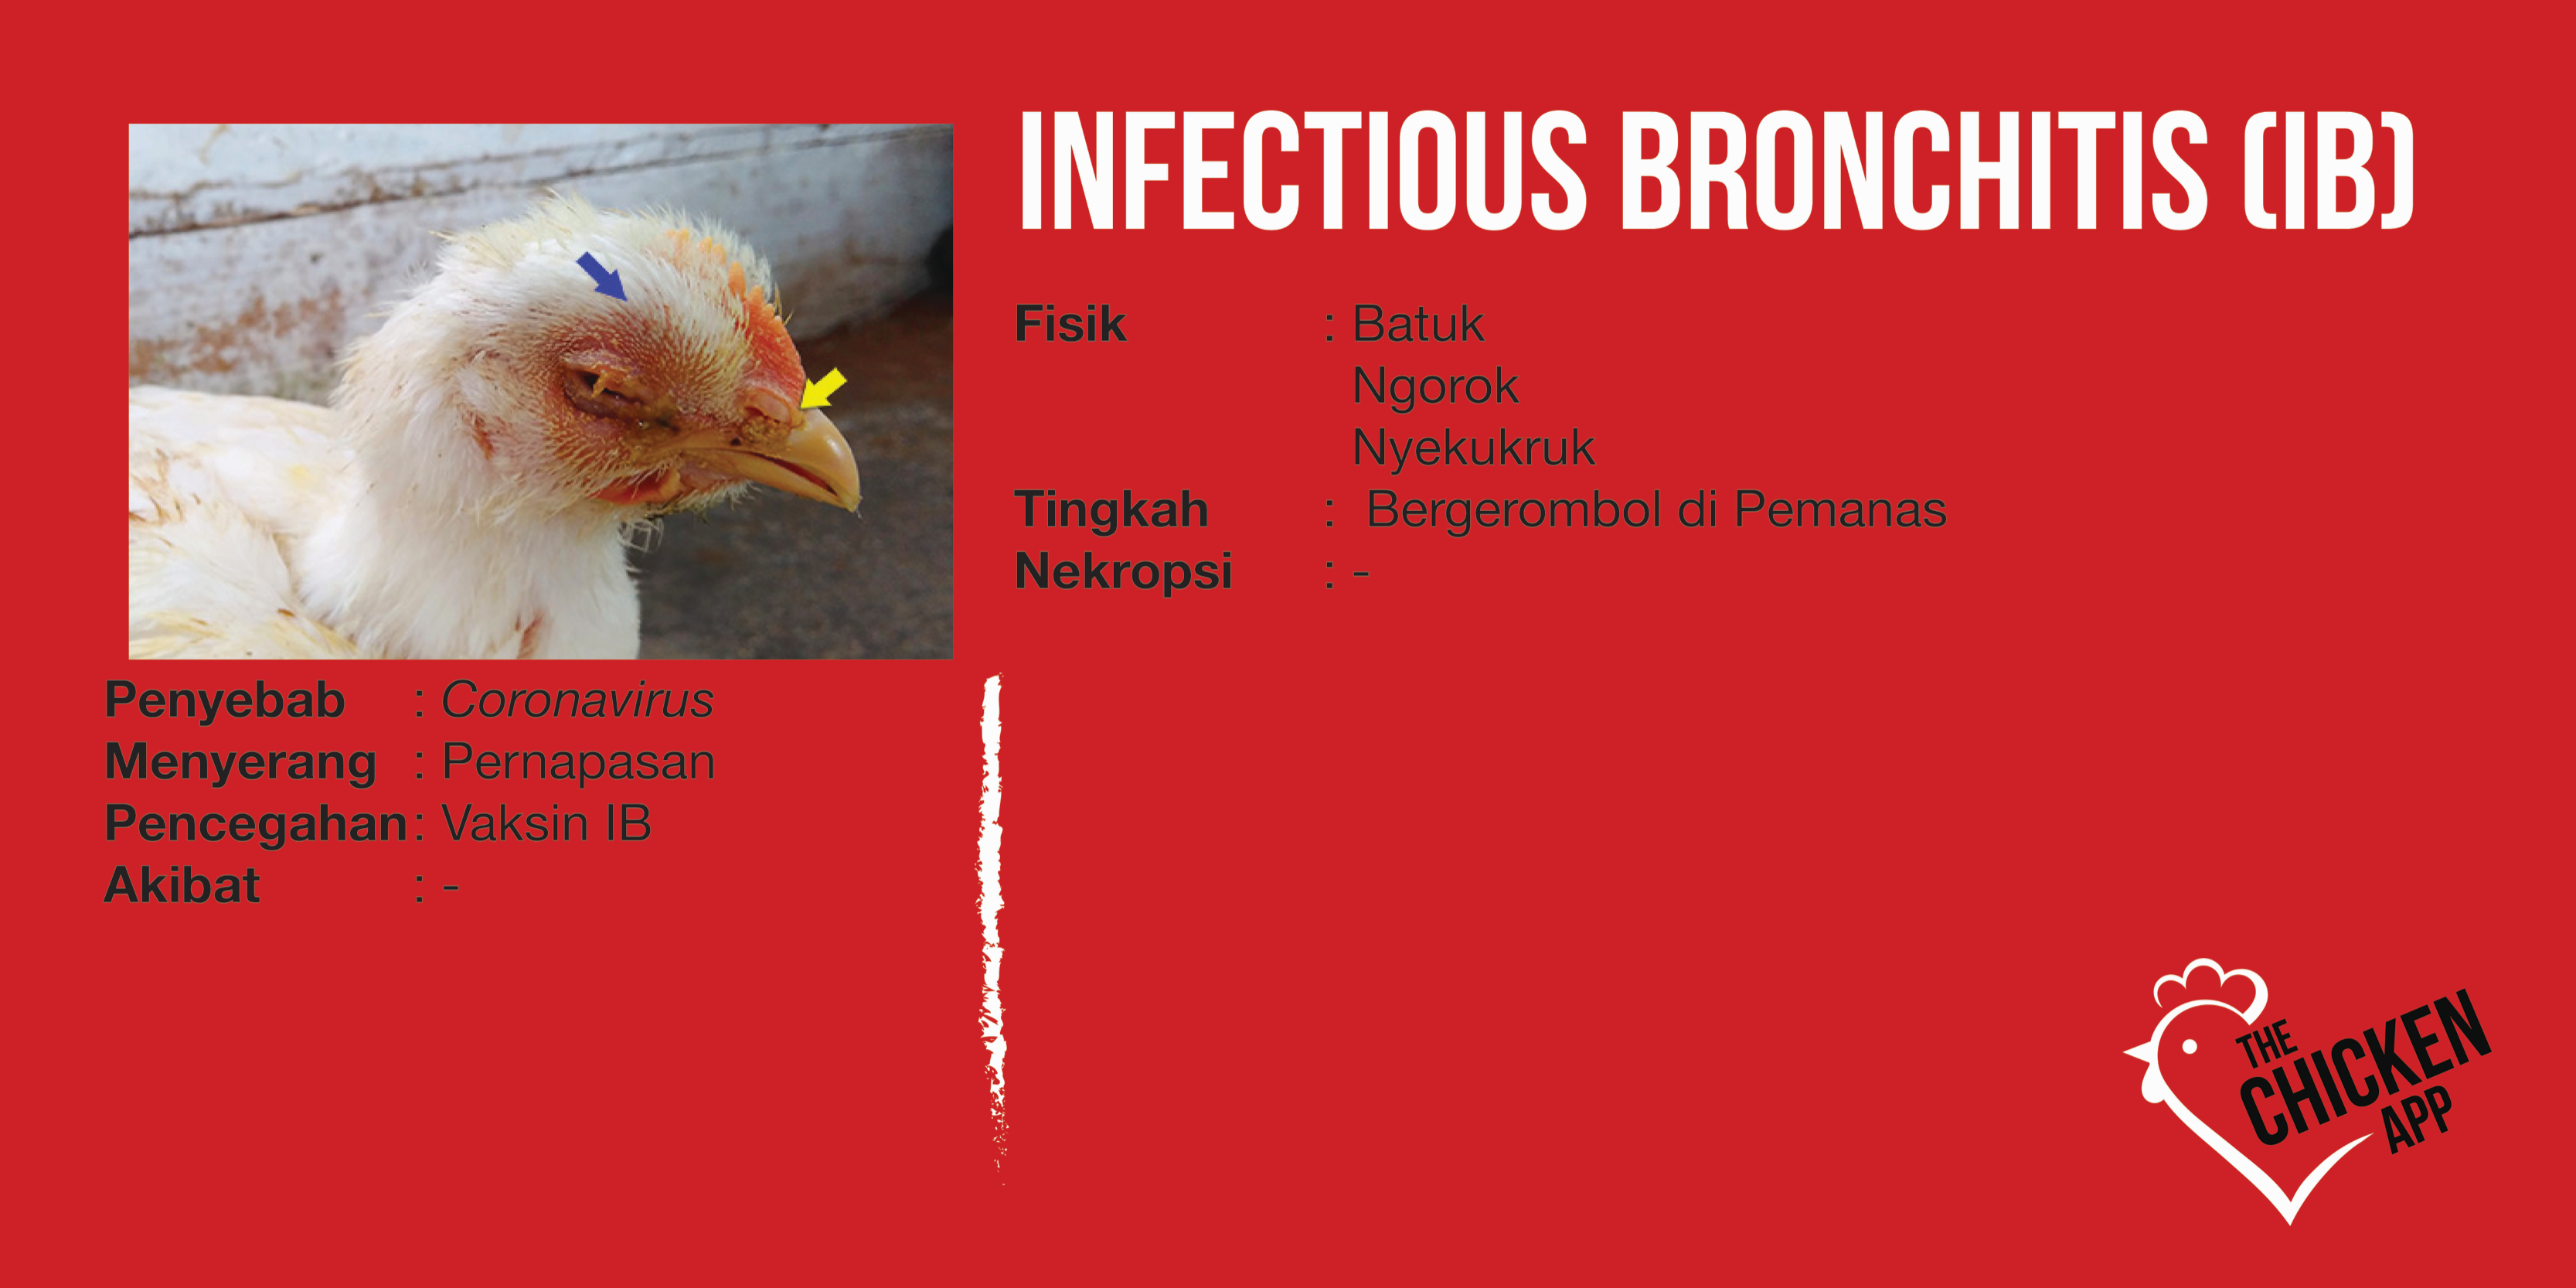 INFECTIOUS BRONCHITIS (IB)
Fisik : Batuk
Ngorok
Nyekukruk
Tingkah : Bergerombol di Pemanas
Nekropsi : -
Penyebab : Coronavirus
Menyerang : Pernapasan
Pencegahan : Vaksin IB
Akibat : -
THE
CHICKEN
APP